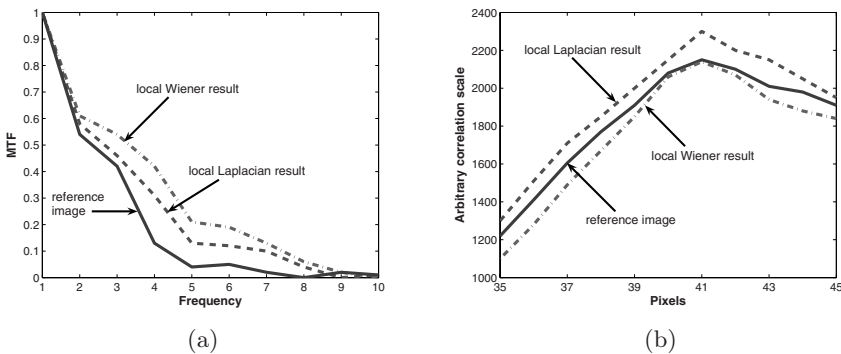 1
0.9
0.8
0.7
0.6
0.5
0.4
0.3
0.2
0.1
0
MTF
local Wiener result
local Laplacian result
reference
image
1 2 3 4 5 6 7 8 9 10
Frequency
(a)
2400
2200
2000
1800
1600
1400
1200
1000
Arbitrary correlation scale
local Laplacian result
local Wiener result
reference image
35 37 39 41 43 45
Pixels
(b)